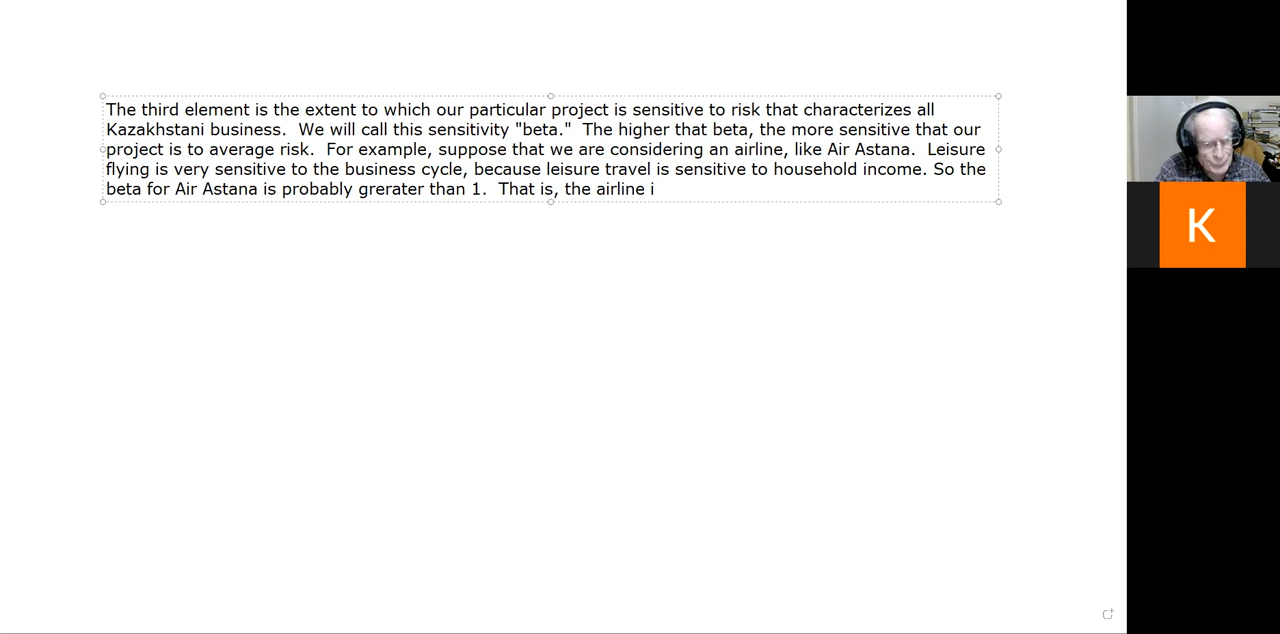 The third element is the extent to which our particular project is sensitive to risk that characterizes all
Kazakhstani business.  We will call this sensitivity "beta."  The higher that beta, the more sensitive that our
project is to average risk.  For example, suppose that we are considering an airline, like Air Astana.  Leisure
flying is very sensitive to the business cycle, because leisure travel is sensitive to household income. So the
beta for Air Astana is probably grerater than 1.  That is, the airline i
K